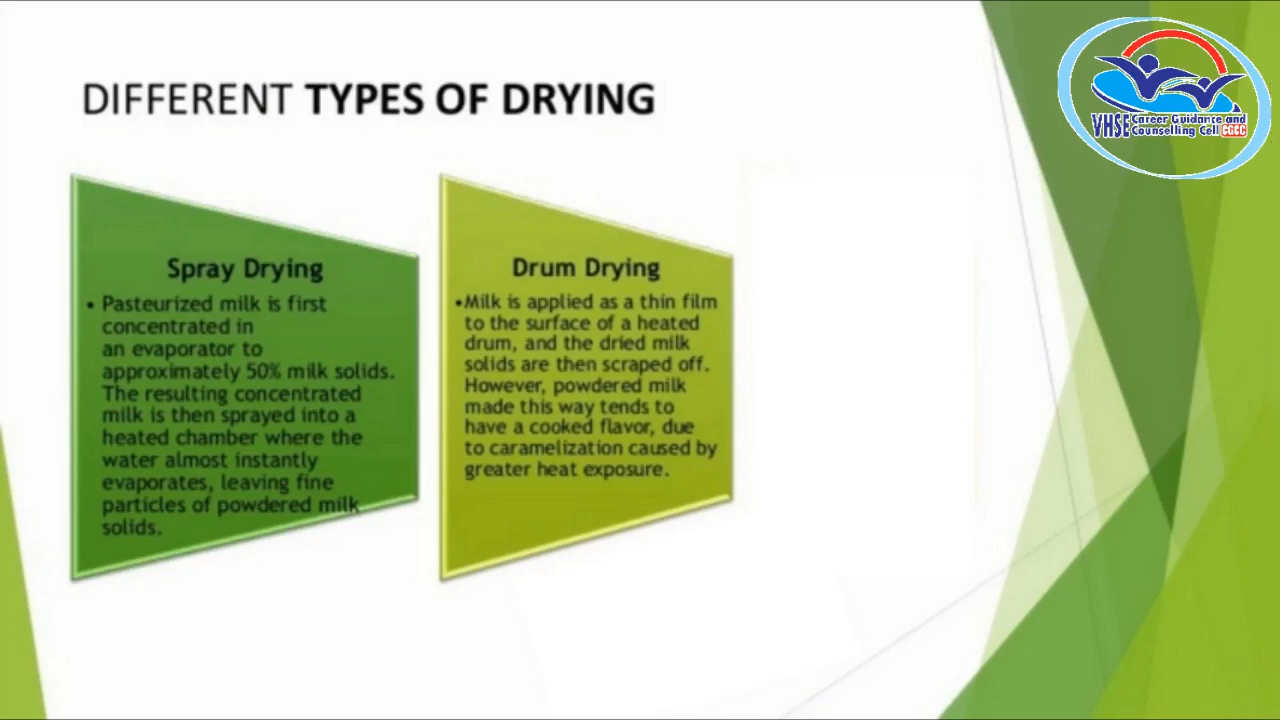 DIFFERENT TYPES OF DRYING
VHSE Career Guidance and
Counselling Cell CGCC
Spray Drying
• Pasteurized milk is first
concentrated in
an evaporator to
approximately 50% milk solids.
The resulting concentrated
milk is then sprayed into a
heated chamber where the
water almost instantly
evaporates, leaving fine
particles of powdered milk
solids.
Drum Drying
•Milk is applied as a thin film
to the surface of a heated
drum, and the dried milk
solids are then scraped off.
However, powdered milk
made this way tends to
have a cooked flavor, due
to caramelization caused by
greater heat exposure.